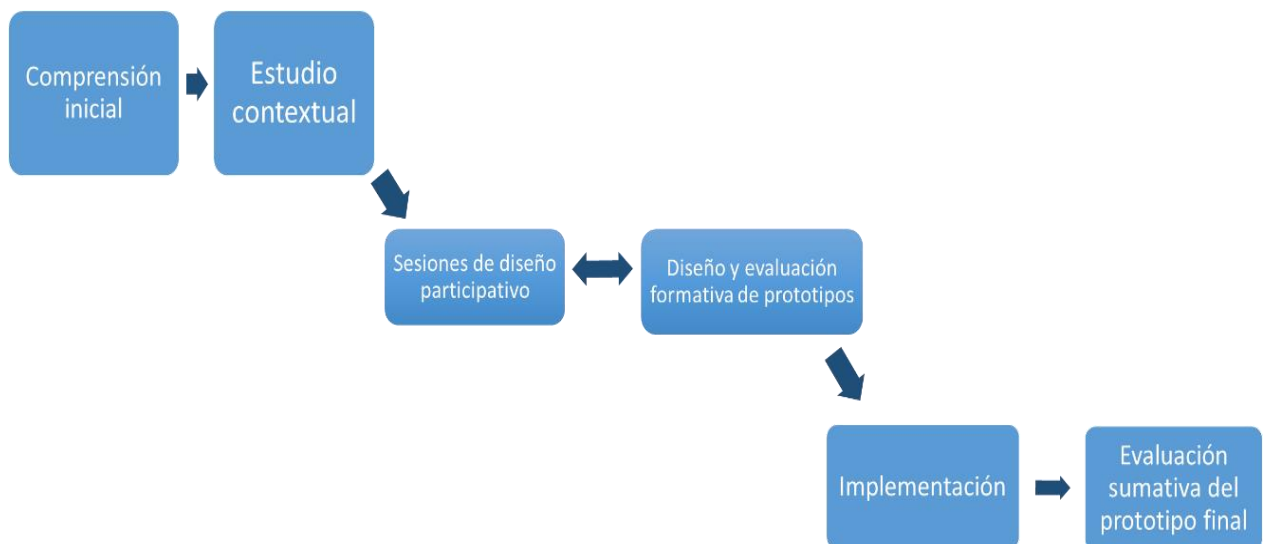 Comprensión
inicial
Estudio
contextual
Sesiones de diseño
participativo
Diseño y evaluación
formativa de prototipos
Implementación
Evaluación
sumativa del
prototipo final